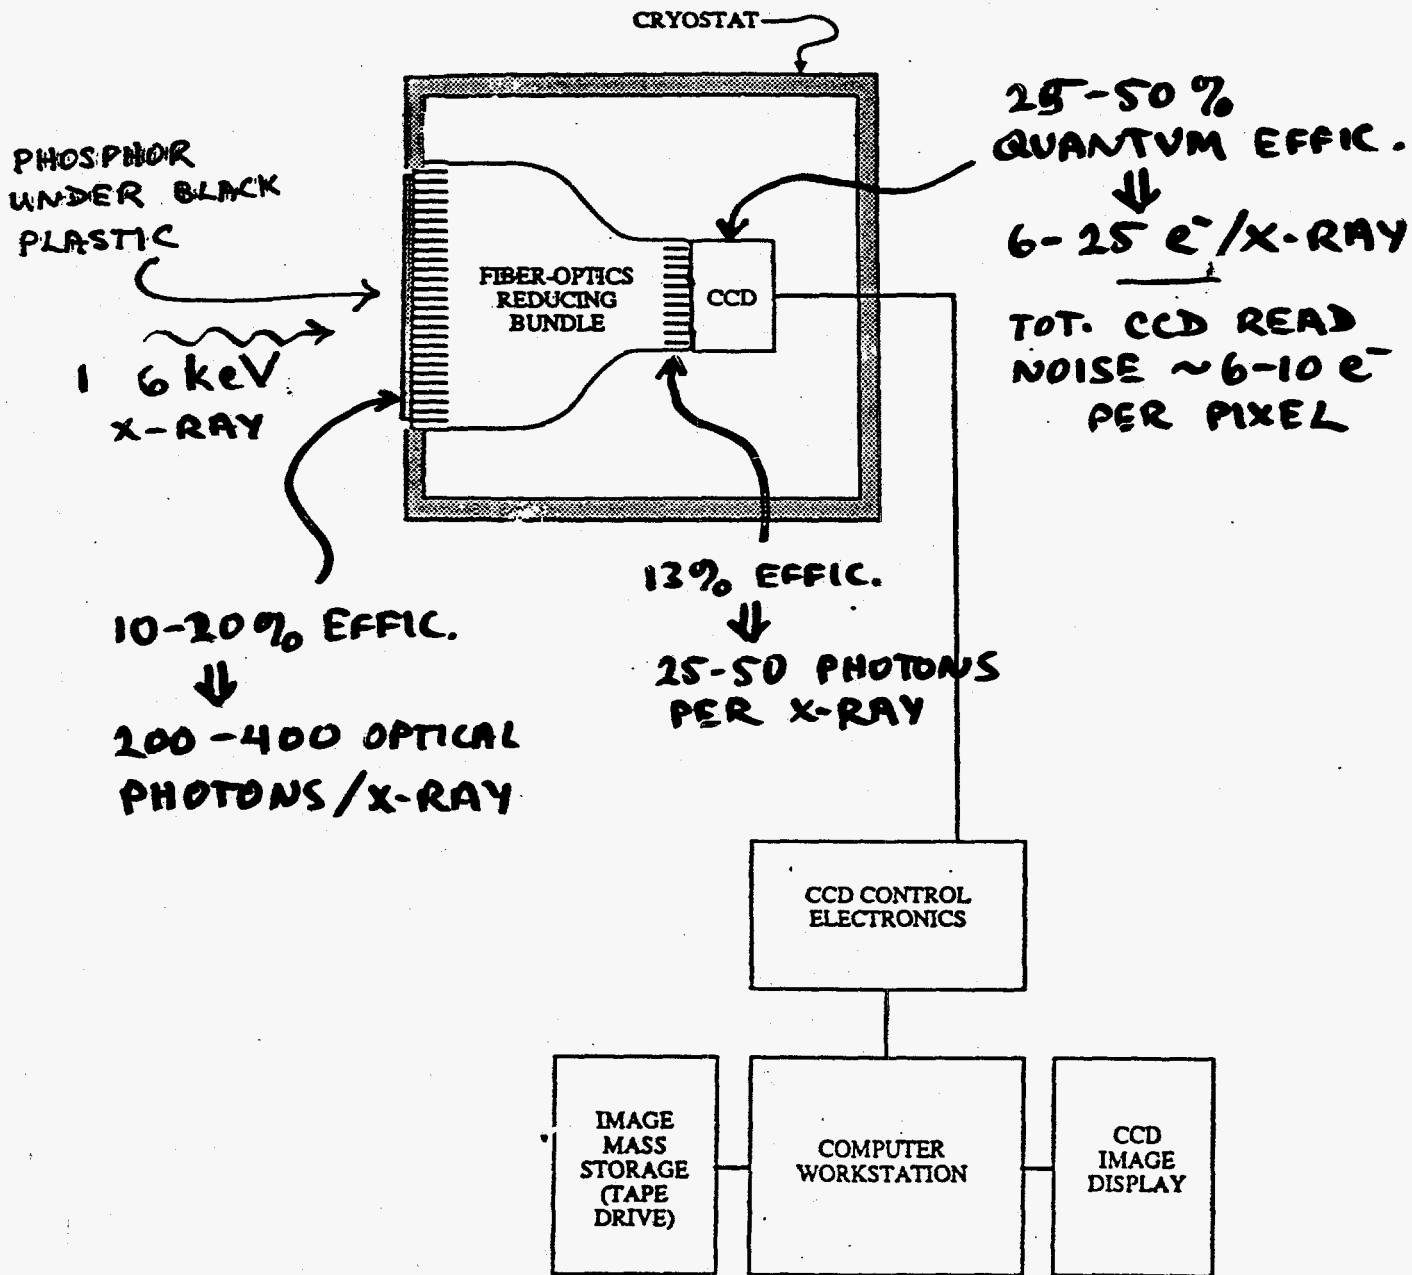 CRYOSTAT
PHOSPHOR
UNDER BLACK
PLASTIC
1 6 keV
X-RAY
FIBER-OPTICS
REDUCING
BUNDLE
CCD
25-50 %
QUANTUM EFFIC.
⇓
6-25 e⁻/X-RAY
TOT. CCD READ
NOISE ~6-10 e⁻
PER PIXEL
10-20% EFFIC.
⇓
200-400 OPTICAL
PHOTONS/X-RAY
13% EFFIC.
⇓
25-50 PHOTONS
PER X-RAY
CCD CONTROL
ELECTRONICS
IMAGE
MASS
STORAGE
(TAPE
DRIVE)
COMPUTER
WORKSTATION
CCD
IMAGE
DISPLAY